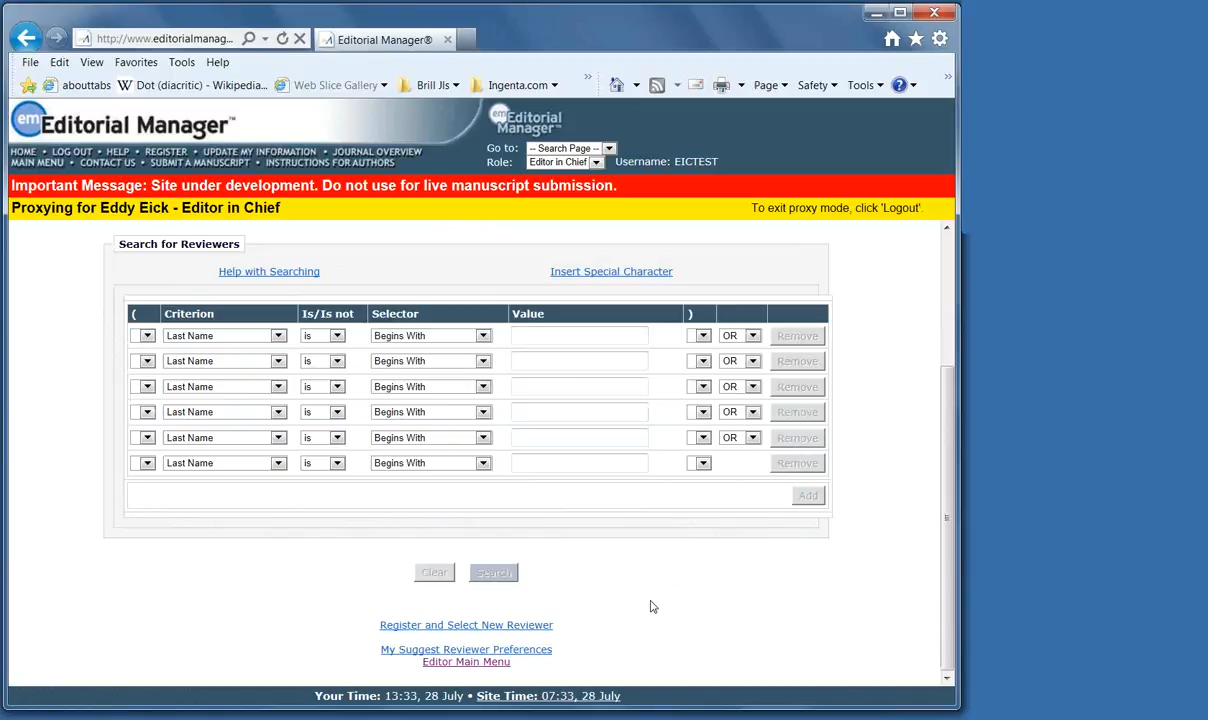 http://www.editorialmanag...
Editorial Manager®
File Edit View Favorites Tools Help
abouttabs Dot (diacritic) - Wikipedia... Web Slice Gallery Brill Jls Ingenta.com » Page Safety Tools »
em Editorial Manager™
em Editorial Manager™
Go to: -- Search Page --
HOME • LOG OUT • HELP • REGISTER • UPDATE MY INFORMATION • JOURNAL OVERVIEW
MAIN MENU • CONTACT US • SUBMIT A MANUSCRIPT • INSTRUCTIONS FOR AUTHORS
Role: Editor in Chief Username: EICTEST
Important Message: Site under development. Do not use for live manuscript submission.
Proxying for Eddy Eick - Editor in Chief To exit proxy mode, click 'Logout'.
Search for Reviewers
Help with Searching Insert Special Character
( Criterion Is/Is not Selector Value )
Last Name is Begins With OR Remove
Last Name is Begins With OR Remove
Last Name is Begins With OR Remove
Last Name is Begins With OR Remove
Last Name is Begins With OR Remove
Last Name is Begins With Remove
Add
Clear Search
Register and Select New Reviewer
My Suggest Reviewer Preferences
Editor Main Menu
Your Time: 13:33, 28 July • Site Time: 07:33, 28 July